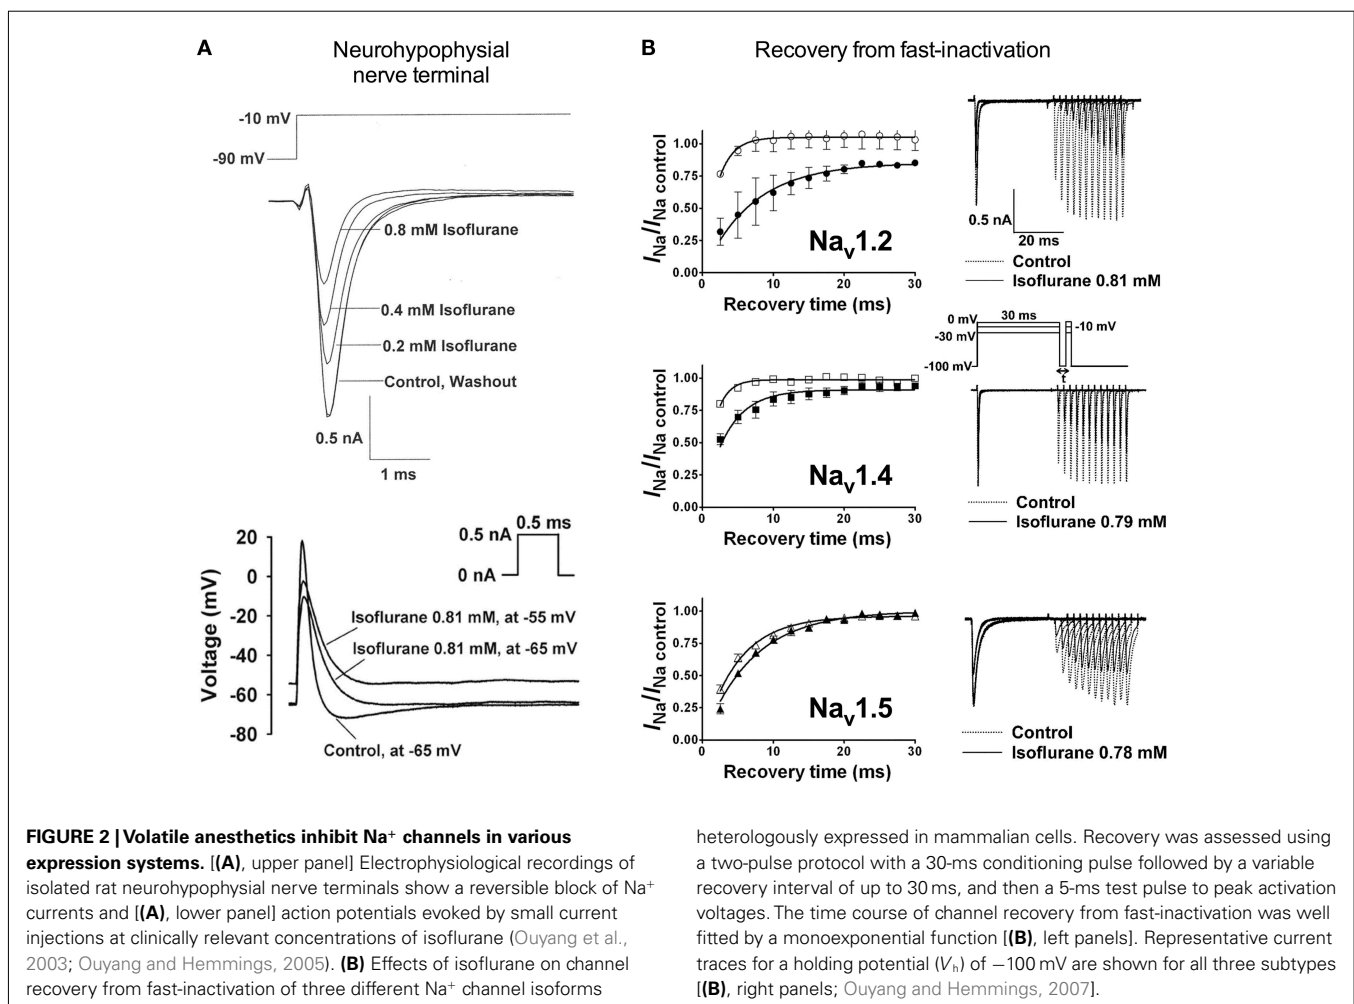 A
Neurohypophysial
nerve terminal
-10 mV
-90 mV
0.8 mM Isoflurane
0.4 mM Isoflurane
0.2 mM Isoflurane
Control, Washout
0.5 nA
1 ms
20
0
-20
-40
-60
-80
Voltage (mV)
0.5 ms
0.5 nA
0 nA
Isoflurane 0.81 mM, at -55 mV
Isoflurane 0.81 mM, at -65 mV
Control, at -65 mV
B
Recovery from fast-inactivation
INa/INa control
1.00
0.75
0.50
0.25
0.00
0
10
20
30
Nav1.2
Recovery time (ms)
0.5 nA
20 ms
Control
Isoflurane 0.81 mM
INa/INa control
1.00
0.75
0.50
0.25
0.00
0
10
20
30
Nav1.4
Recovery time (ms)
0 mV
30 ms
-30 mV
-10 mV
-100 mV
t
Control
Isoflurane 0.79 mM
INa/INa control
1.00
0.75
0.50
0.25
0.00
0
10
20
30
Nav1.5
Recovery time (ms)
Control
Isoflurane 0.78 mM
FIGURE 2 | Volatile anesthetics inhibit Na+ channels in various
expression systems. [(A), upper panel] Electrophysiological recordings of
isolated rat neurohypophysial nerve terminals show a reversible block of Na+
currents and [(A), lower panel] action potentials evoked by small current
injections at clinically relevant concentrations of isoflurane (Ouyang et al.,
2003; Ouyang and Hemmings, 2005). (B) Effects of isoflurane on channel
recovery from fast-inactivation of three different Na+ channel isoforms
heterologously expressed in mammalian cells. Recovery was assessed using
a two-pulse protocol with a 30-ms conditioning pulse followed by a variable
recovery interval of up to 30 ms, and then a 5-ms test pulse to peak activation
voltages. The time course of channel recovery from fast-inactivation was well
fitted by a monoexponential function [(B), left panels]. Representative current
traces for a holding potential (Vh) of −100 mV are shown for all three subtypes
[(B), right panels; Ouyang and Hemmings, 2007].